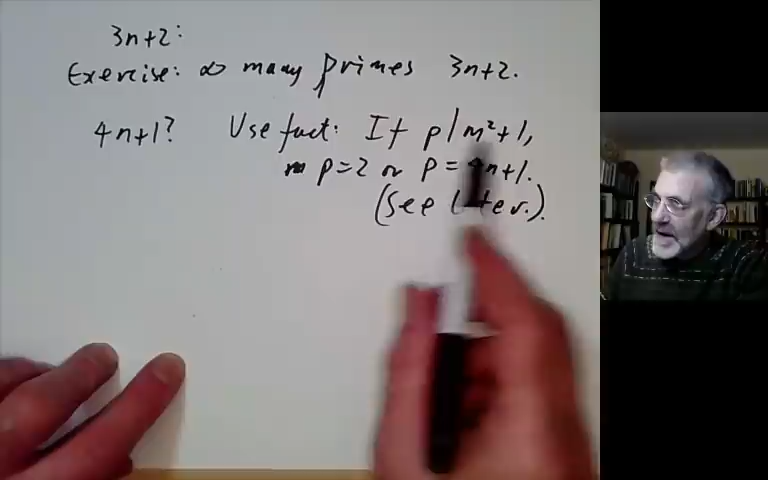 3n+2:
Exercise: ∞ many primes 3n+2.
4n+1? Use fact: If p|m²+1,
p=2 or p=4n+1.
(See later.)